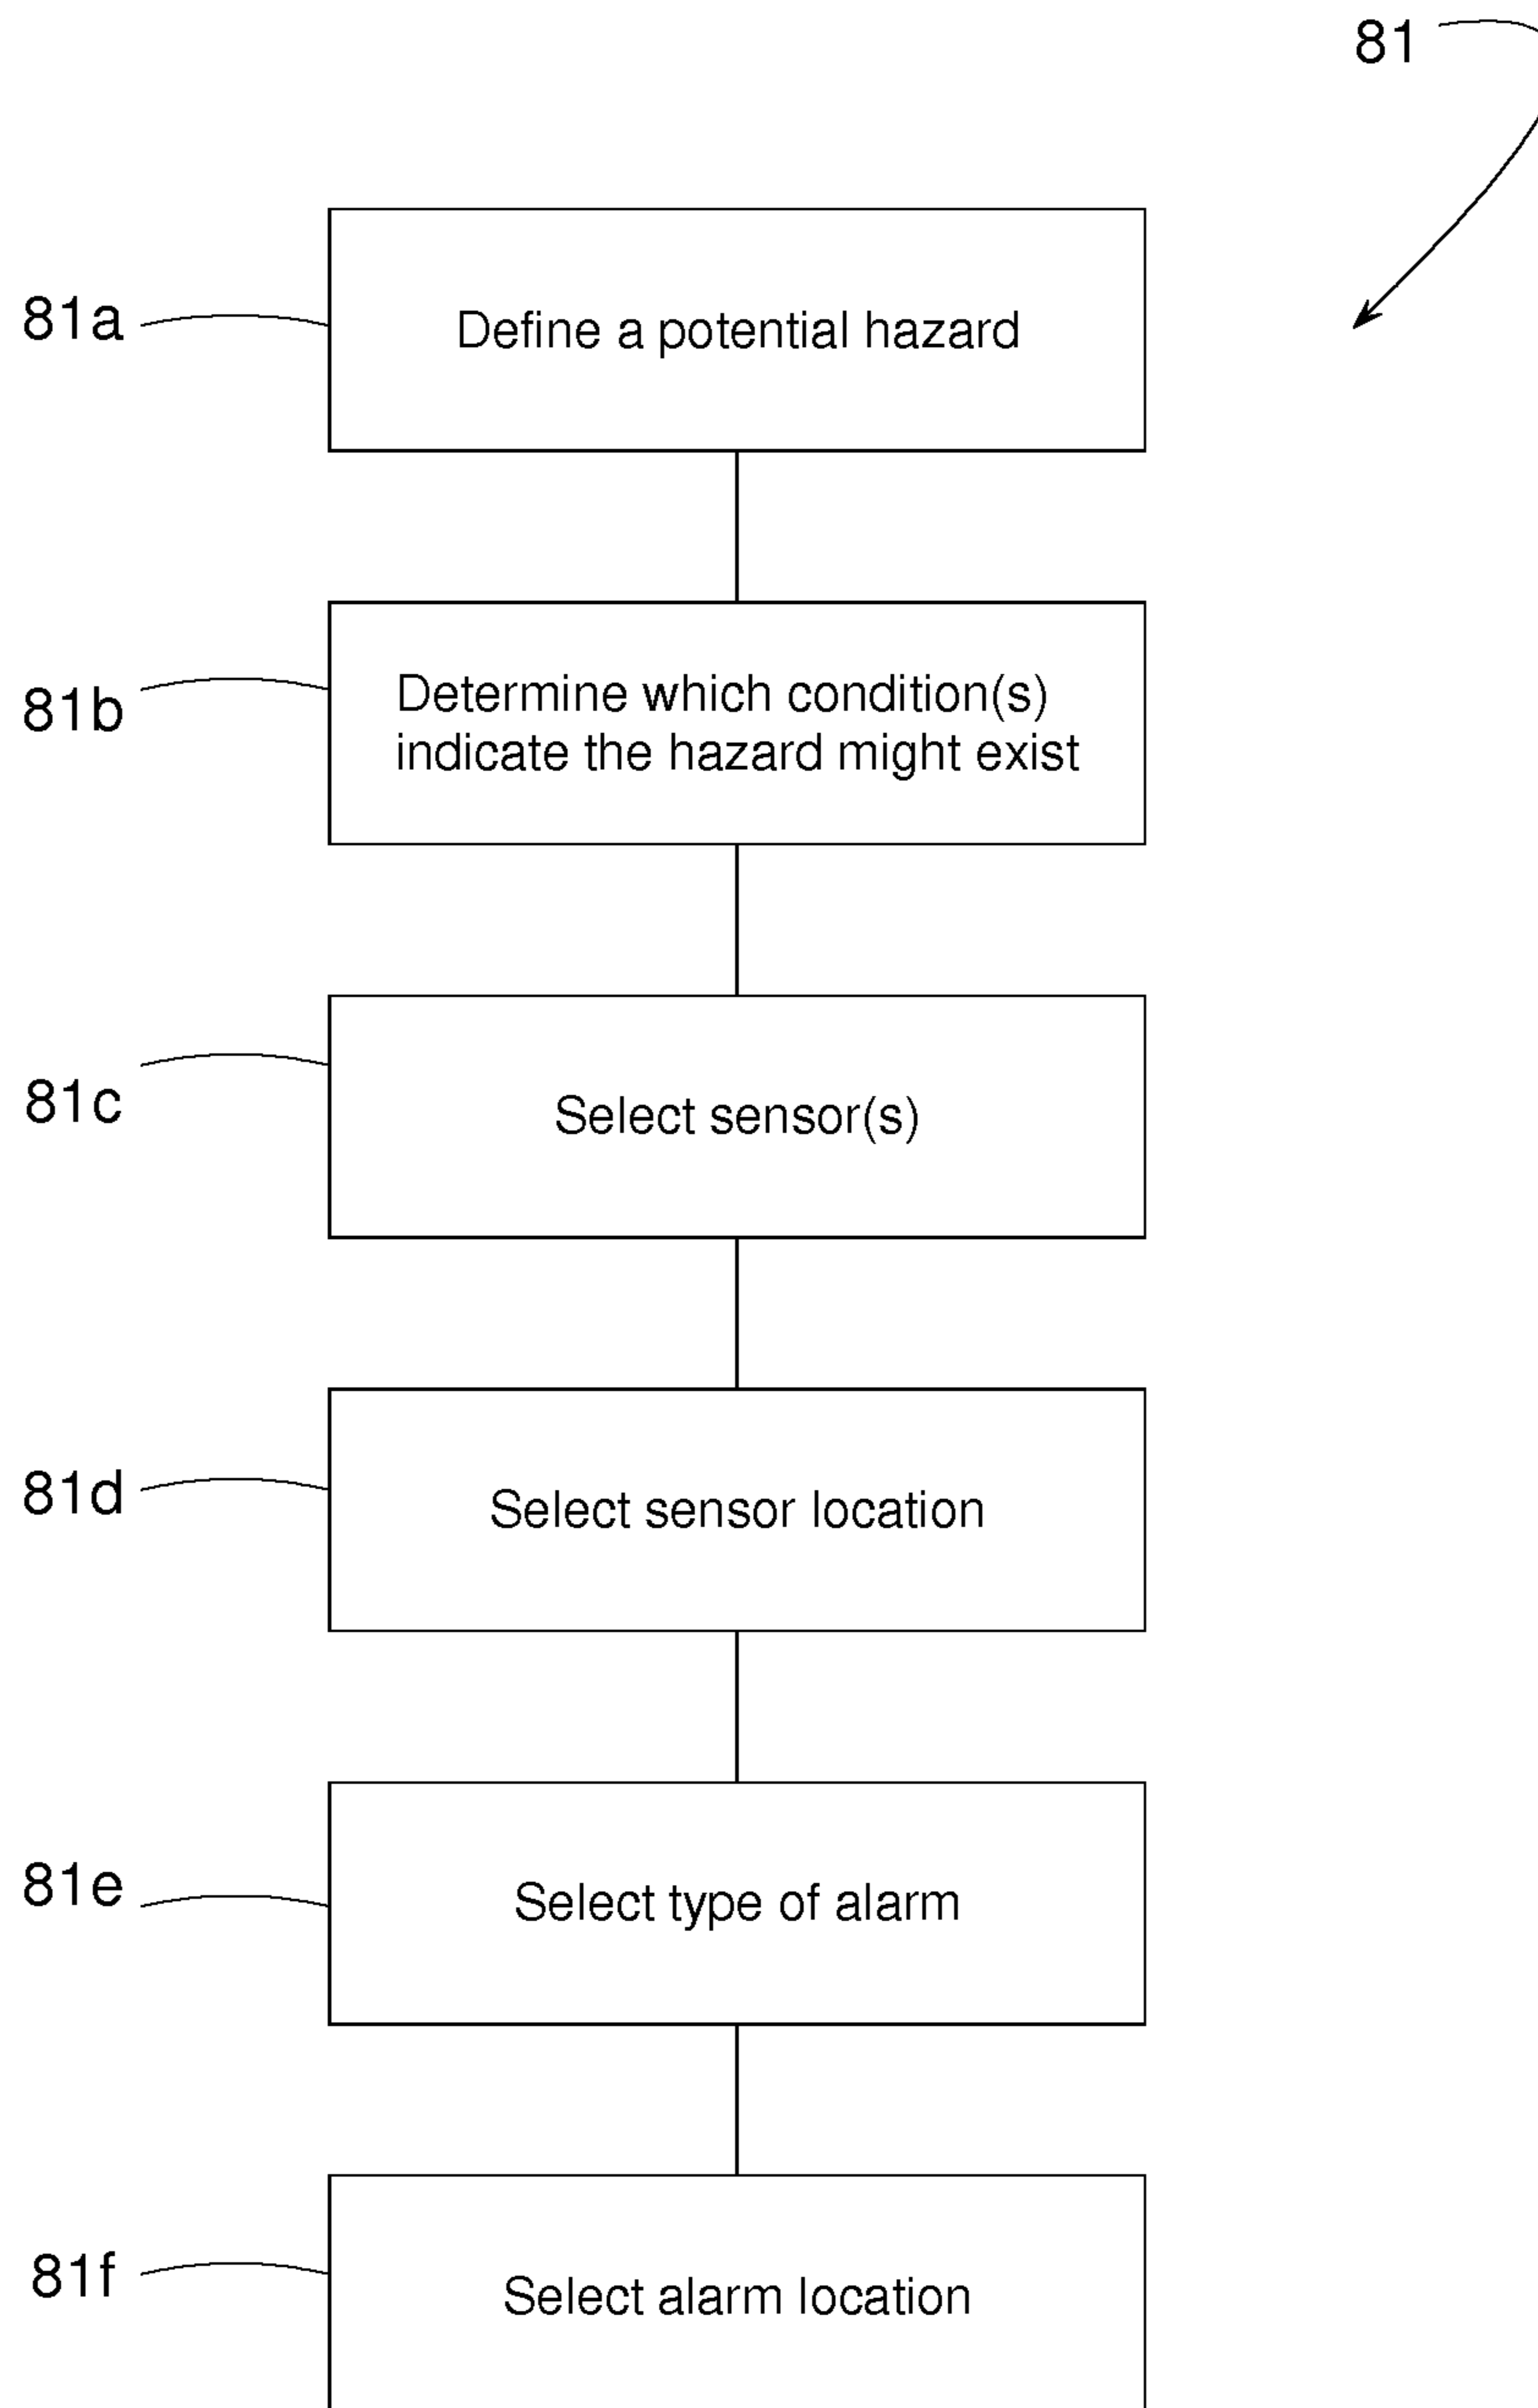 81
81a
Define a potential hazard
81b
Determine which condition(s)
indicate the hazard might exist
81c
Select sensor(s)
81d
Select sensor location
81e
Select type of alarm
81f
Select alarm location